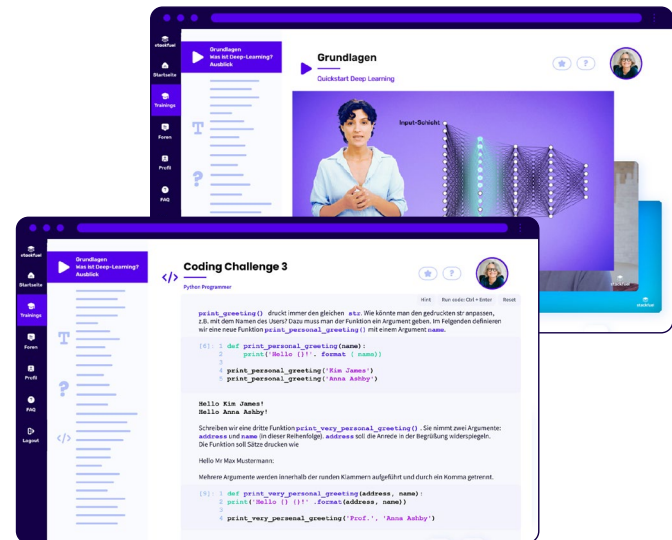 stackfuel
Startseite
Trainings
Foren
Profil
FAQ
Grundlagen
Was ist Deep-Learning?
Ausblick
T
?
Grundlagen
Quickstart Deep Learning
?
Input-Schicht
stackfuel
stackfuel
Startseite
Trainings
Foren
Profil
FAQ
Logout
Grundlagen
Was ist Deep-Learning?
Ausblick
T
?
</>
</>
Coding Challenge 3
Python Programmer
?
Hint Run code: Ctrl + Enter Reset
print_greeting() druckt immer den gleichen str. Wie könnte man den gedruckten str anpassen,
z.B. mit dem Namen des Users? Dazu muss man der Funktion ein Argument geben. Im Fengenden definieren
wir eine neue Funktion print_personal_greeting() mit einem Argument name.
[6]: 1 def print_personal_greeting(name):
2 print('Hello {}!'. format ( name))
3
4 print_personal_greeting('Kim James')
5 print_personal_greeting('Anna Ashby')
Hello Kim James!
Hello Anna Ashby!
Schreiben wir eine dritte Funktion print_very_personal_greeting() . Sie nimmt zwei Argumente:
address und name (in dieser Reihenfolge). address soll die Anrede in der Begrüßung widerspiegeln.
Die Funktion soll Sätze drucken wie
Hello Mr Max Mustermann:
Mehrere Argumente werden innerhalb der runden Klammern aufgeführt und durch ein Komma getrennt.
[9]: 1 def print_very_personal_greeting(address, name):
2 print('Hello {} {}!' .format(address, name))
3
4 print_very_personal_greeting('Prof.', 'Anna Ashby')